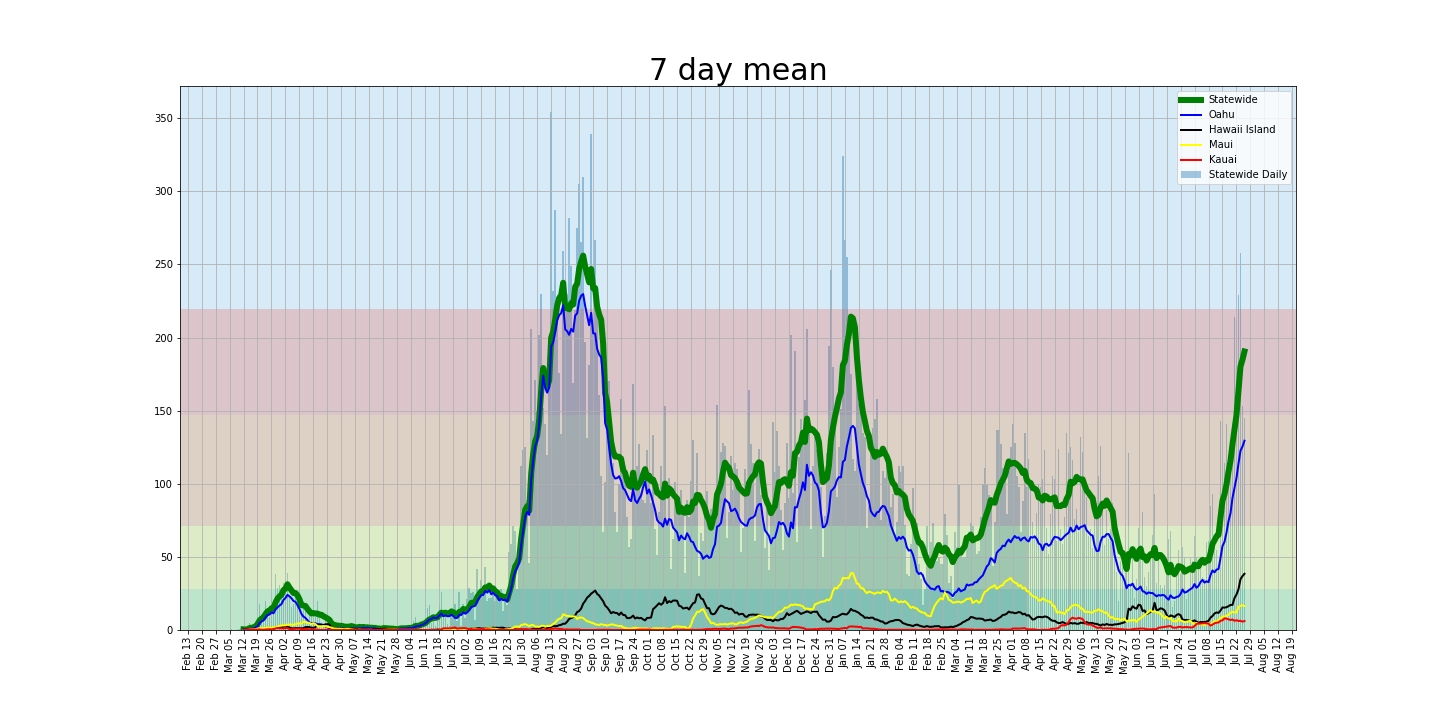 7 day mean
Statewide
Oahu
Hawaii Island
Maui
Kauai
Statewide Daily
350
300
250
200
150
100
50
0
Feb 13
Feb 20
Feb 27
Mar 05
Mar 12
Mar 19
Mar 26
Apr 02
Apr 09
Apr 16
Apr 23
Apr 30
May 07
May 14
May 21
May 28
Jun 04
Jun 11
Jun 18
Jun 25
Jul 02
Jul 09
Jul 16
Jul 23
Jul 30
Aug 06
Aug 13
Aug 20
Aug 27
Sep 03
Sep 10
Sep 17
Sep 24
Oct 01
Oct 08
Oct 15
Oct 22
Oct 29
Nov 05
Nov 12
Nov 19
Nov 26
Dec 03
Dec 10
Dec 17
Dec 24
Dec 31
Jan 07
Jan 14
Jan 21
Jan 28
Feb 04
Feb 11
Feb 18
Feb 25
Mar 04
Mar 11
Mar 18
Mar 25
Apr 01
Apr 08
Apr 15
Apr 22
Apr 29
May 06
May 13
May 20
May 27
Jun 03
Jun 10
Jun 17
Jun 24
Jul 01
Jul 08
Jul 15
Jul 22
Jul 29
Aug 05
Aug 12
Aug 19